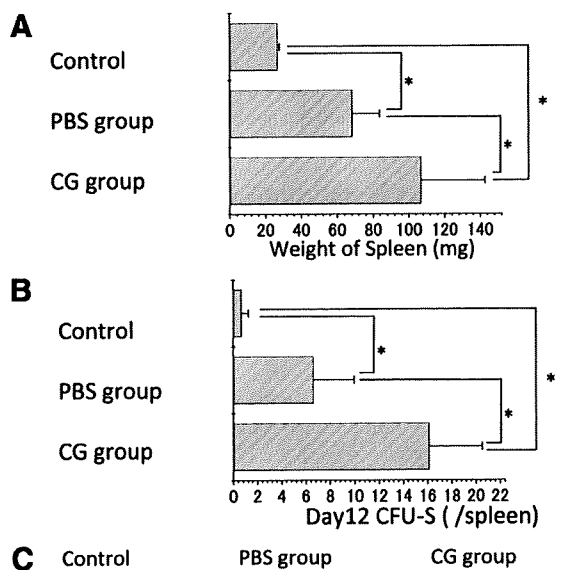 A
Control
*
*
PBS group
*
CG group
0 20 40 60 80 100 120 140
Weight of Spleen (mg)
B
Control
*
*
PBS group
*
CG group
0 2 4 6 8 10 12 14 16 18 20 22
Day12 CFU-S ( /spleen)
C Control PBS group CG group